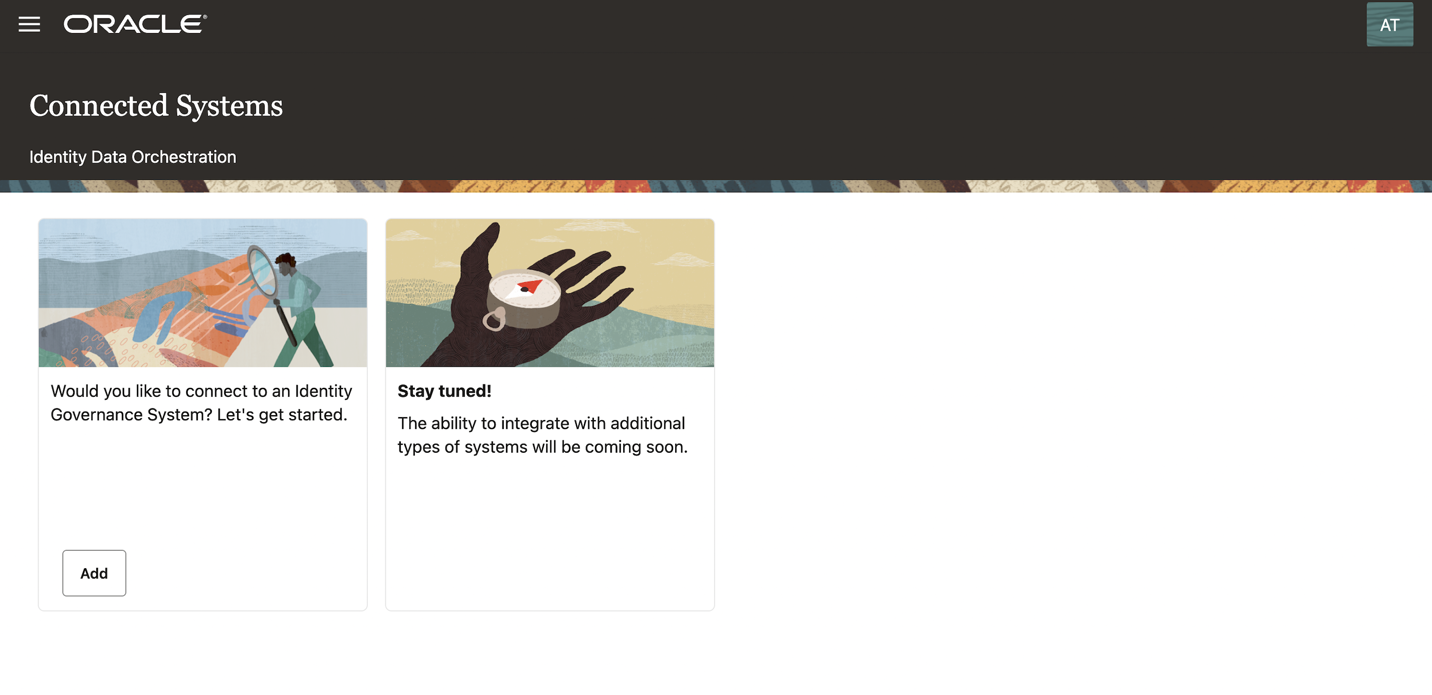 ORACLE®
AT
Connected Systems
Identity Data Orchestration
Would you like to connect to an Identity
Governance System? Let's get started.
Add
Stay tuned!
The ability to integrate with additional
types of systems will be coming soon.